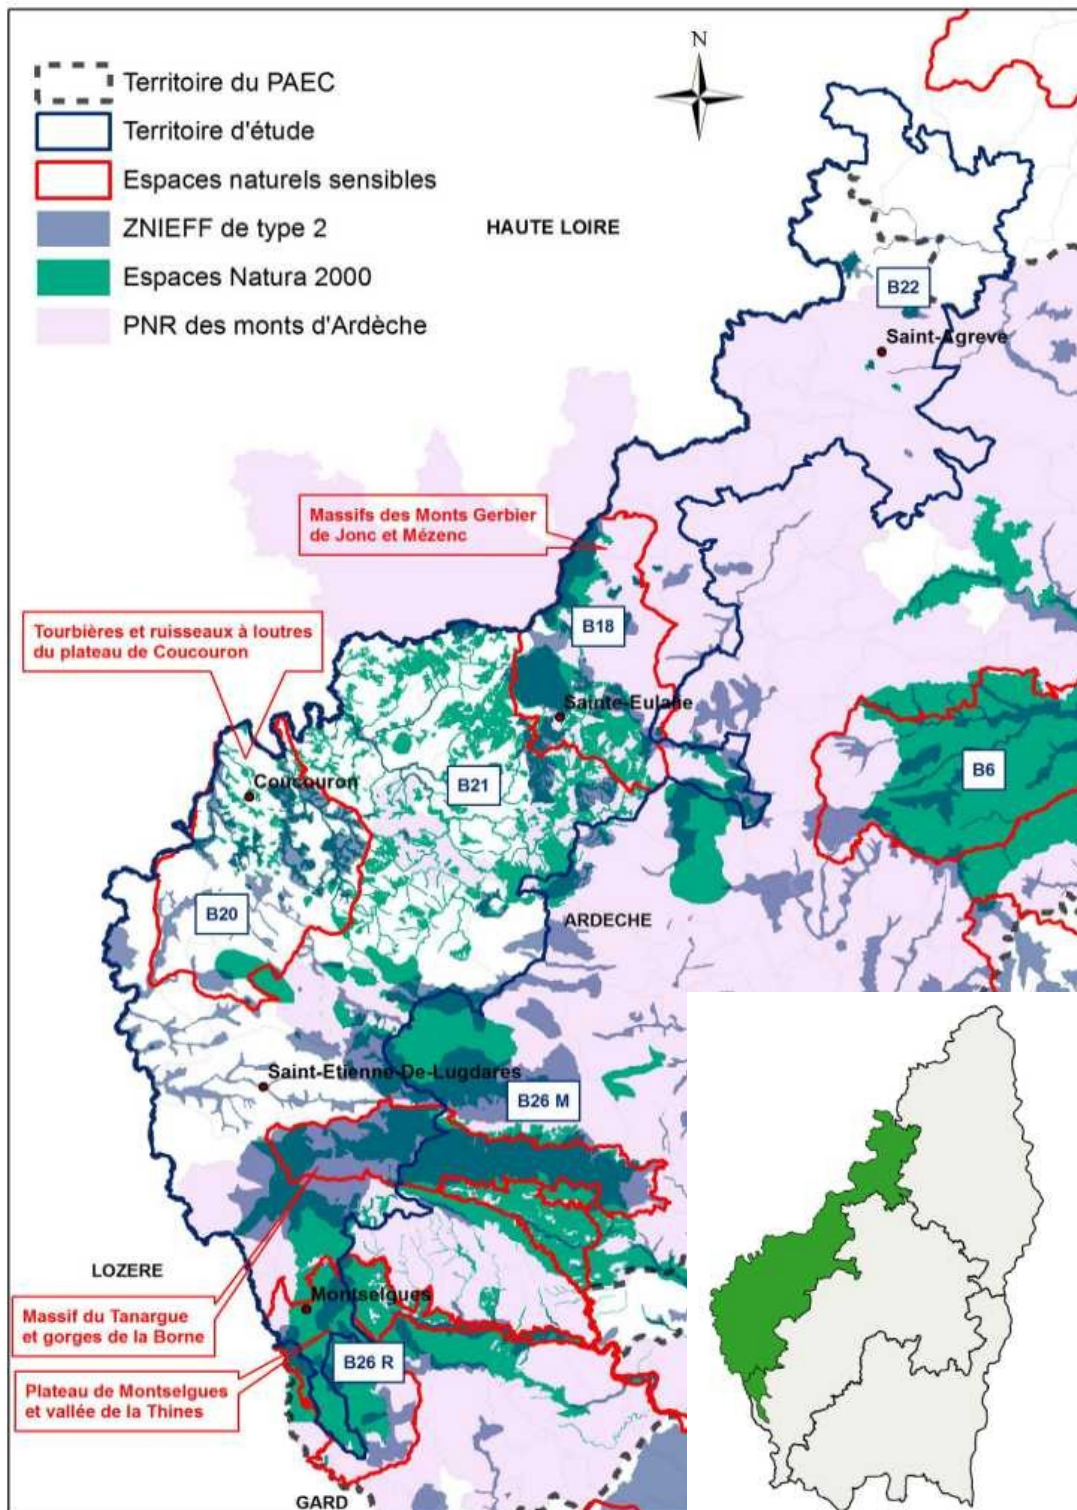 N
Territoire du PAEC
Territoire d'étude
Espaces naturels sensibles
ZNIEFF de type 2
Espaces Natura 2000
PNR des monts d'Ardèche
HAUTE LOIRE
B22
Saint-Agreve
Massifs des Monts Gerbier
de Jonc et Mézenc
B18
Tourbières et ruisseaux à loutres
du plateau de Coucouron
Sainte-Eulalie
Coucouron
B21
B6
B20
ARDECHE
Saint-Etienne-De-Lugdares
B26 M
LOZERE
Massif du Tanargue
et gorges de la Borne
Montselgues
B26 R
Plateau de Montselgues
et vallée de la Thines
GARD